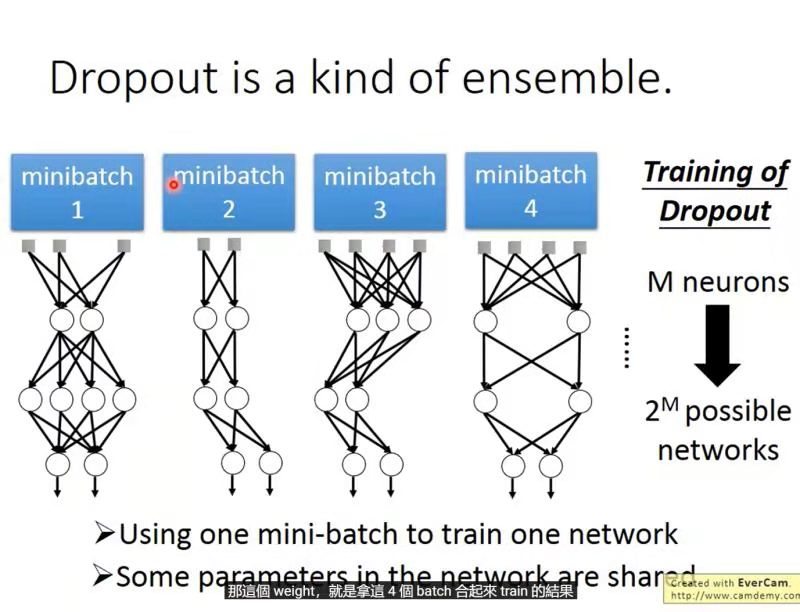 Dropout is a kind of ensemble.
minibatch
1
minibatch
2
minibatch
3
minibatch
4
Training of
Dropout
M neurons
......
2^M possible
networks
➢Using one mini-batch to train one network
➢Some parameters in the network are shared
那這個 weight，就是拿這 4 個 batch 合起來 train 的結果
Created with EverCam.
http://www.camdemy.com